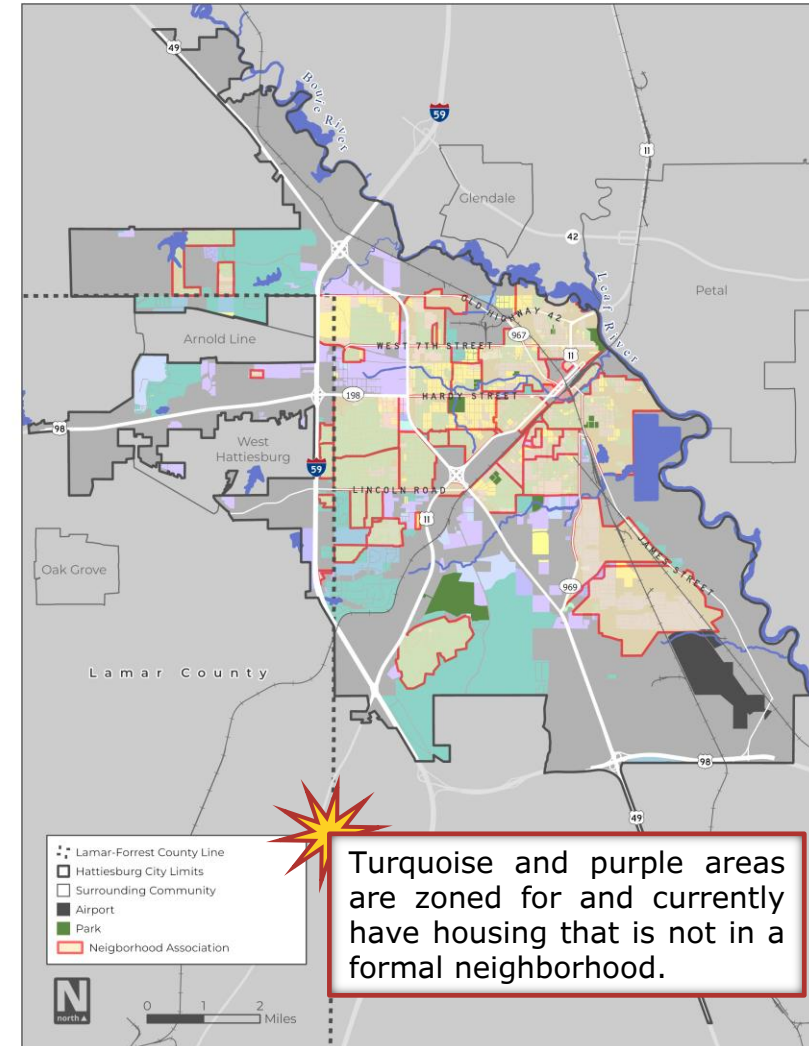 49
Bouie River
59
11
Glendale
42
Leaf River
Petal
OLD HIGHWAY 42
967
Arnold Line
WEST 7TH STREET
11
198
HARDY STREET
98
West
Hattiesburg
59
LINCOLN ROAD
11
JAMES STREET
Oak Grove
969
Lamar County
98
49
Lamar-Forrest County Line
Hattiesburg City Limits
Surrounding Community
Airport
Park
Neigborhood Association
N
north
0 1 2
Miles
Turquoise and purple areas
are zoned for and currently
have housing that is not in a
formal neighborhood.